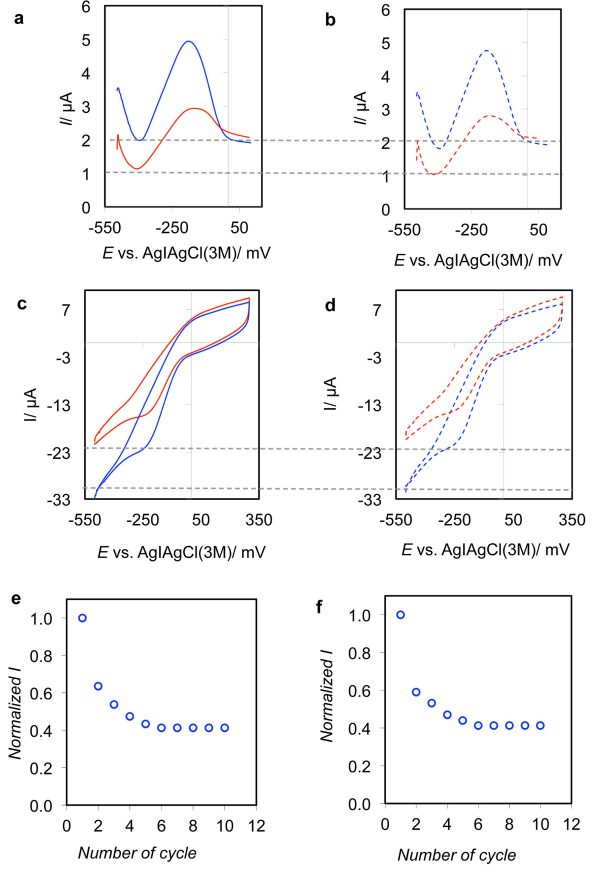 a
6
5
4
3
2
1
0
I/ µA
-550 -250 50
E vs. AgIAgCl(3M)/ mV
b
6
5
4
3
2
1
0
I/ µA
-550 -250 50
E vs. AgIAgCl(3M)/ mV
c
7
-3
-13
-23
-33
I/ µA
-550 -250 50 350
E vs. AgIAgCl(3M)/ mV
d
7
-3
-13
-23
-33
I/ µA
-550 -250 50 350
E vs. AgIAgCl(3M)/ mV
e
1.0
0.8
0.6
0.4
0.2
0.0
Normalized I
0 2 4 6 8 10 12
Number of cycle
f
1.0
0.8
0.6
0.4
0.2
0.0
Normalized I
0 2 4 6 8 10 12
Number of cycle